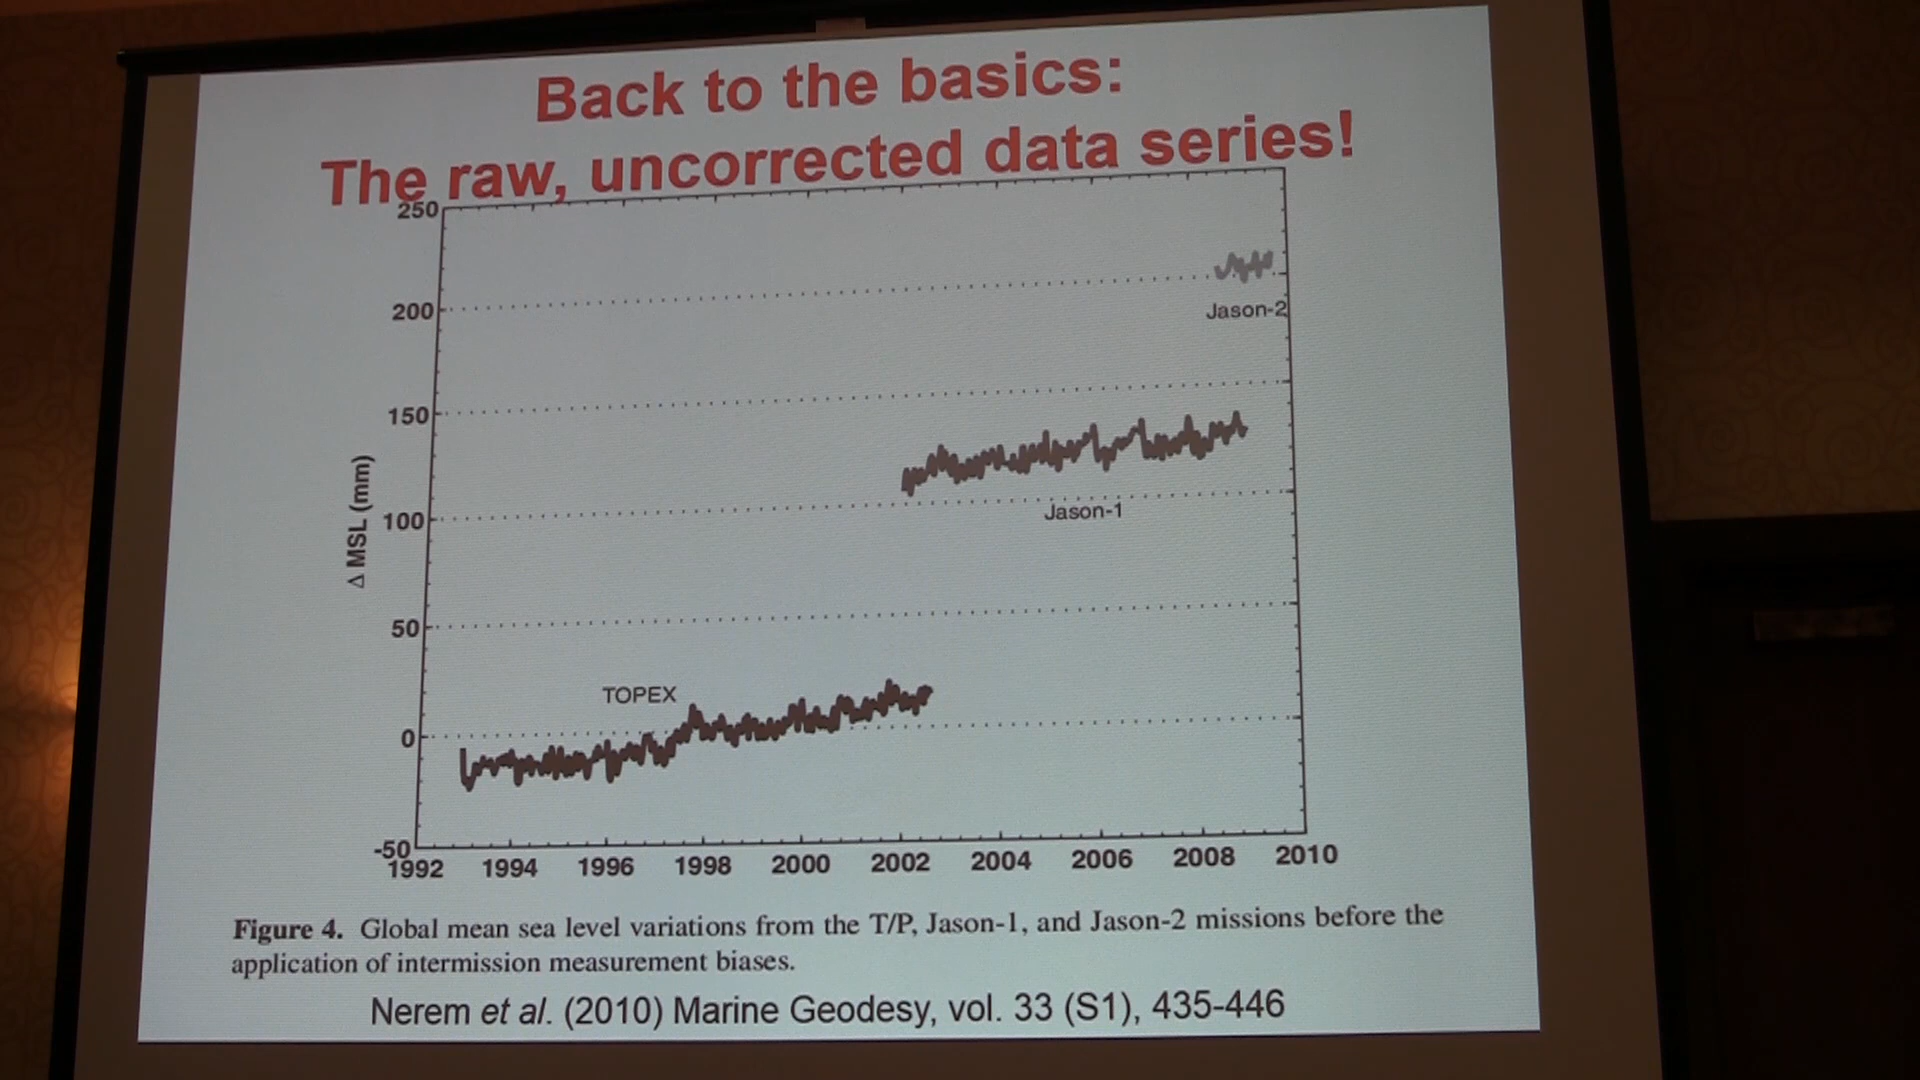 Back to the basics:
The raw, uncorrected data series!
250
200
Jason-2
150
Δ MSL (mm)
100
Jason-1
50
TOPEX
0
-50
1992 1994 1996 1998 2000 2002 2004 2006 2008 2010
Figure 4. Global mean sea level variations from the T/P, Jason-1, and Jason-2 missions before the
application of intermission measurement biases.
Nerem et al. (2010) Marine Geodesy, vol. 33 (S1), 435-446